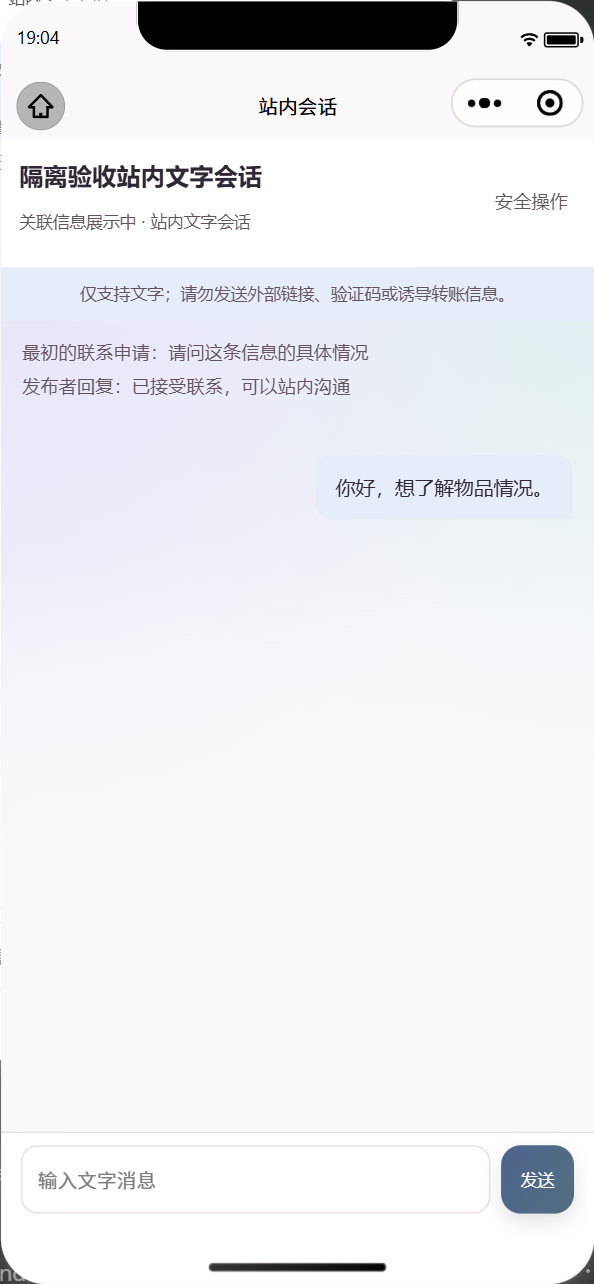 19:04
站内会话
隔离验收站内文字会话
关联信息展示中 · 站内文字会话
安全操作
仅支持文字；请勿发送外部链接、验证码或诱导转账信息。
最初的联系申请：请问这条信息的具体情况
发布者回复：已接受联系，可以站内沟通
你好，想了解物品情况。
输入文字消息
发送